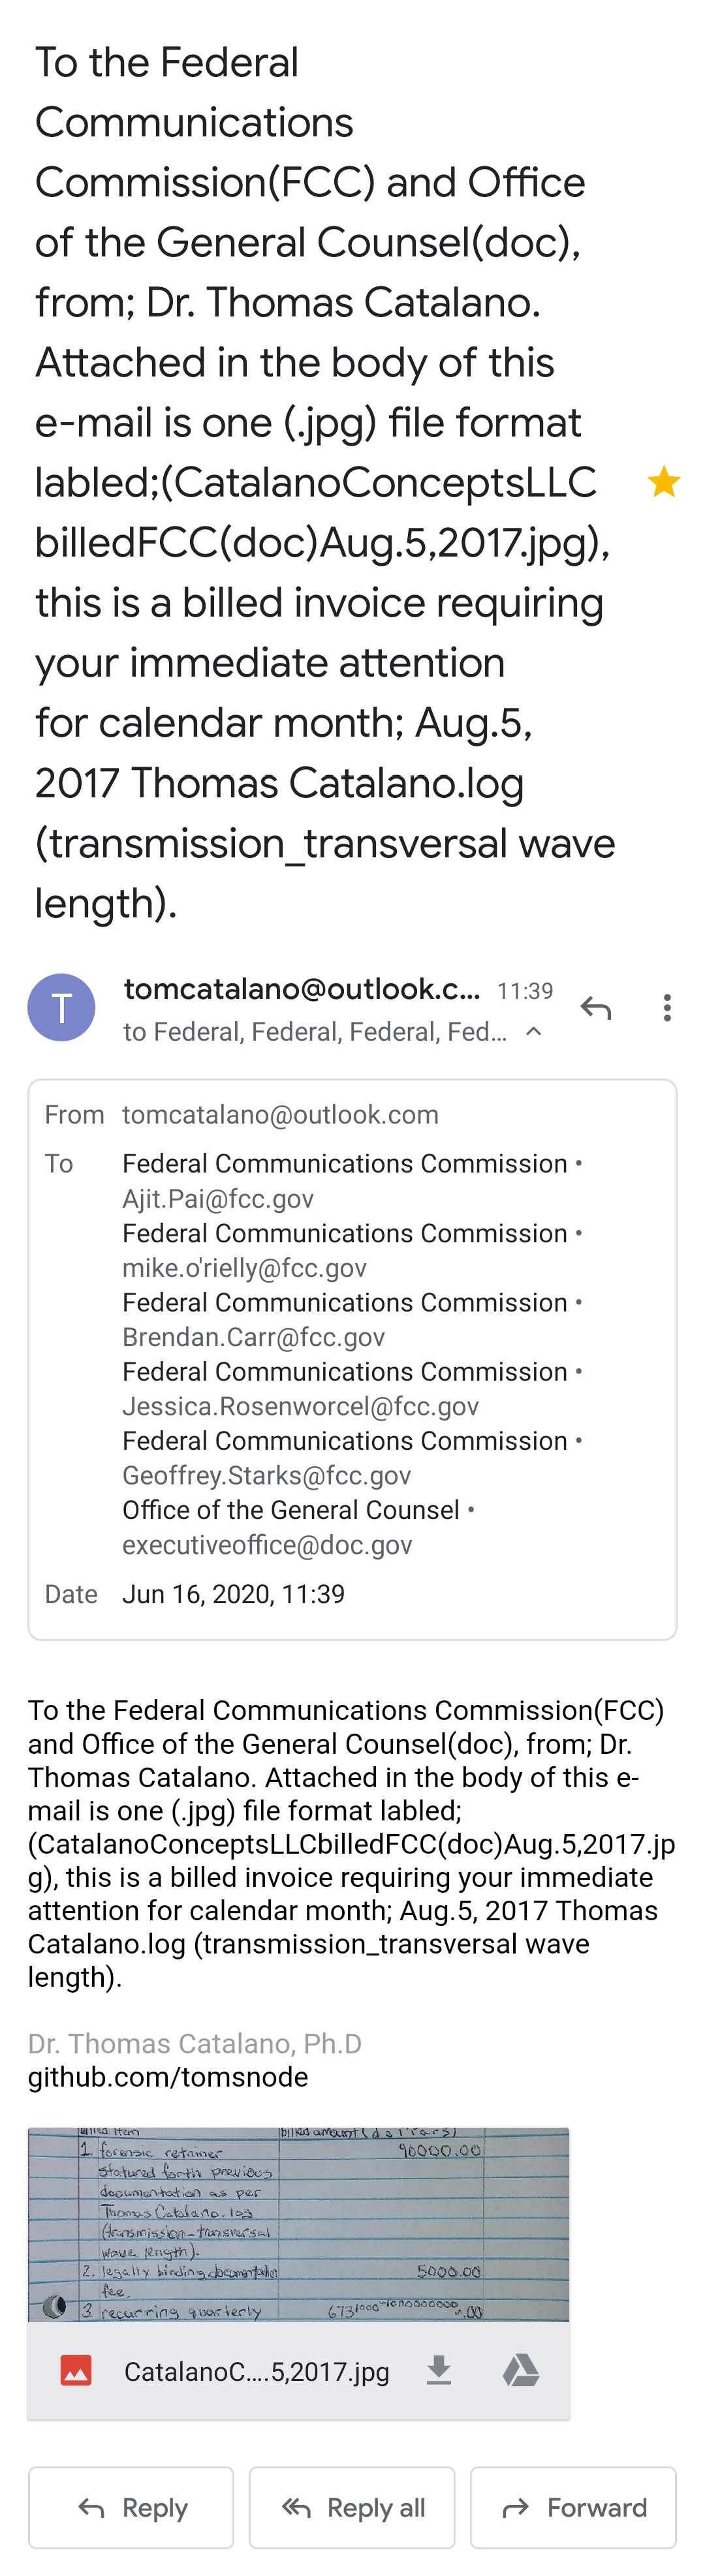 To the Federal
Communications
Commission(FCC) and Office
of the General Counsel(doc),
from; Dr. Thomas Catalano.
Attached in the body of this
e-mail is one (.jpg) file format
labled;(CatalanoConceptsLLC
billedFCC(doc)Aug.5,2017.jpg),
this is a billed invoice requiring
your immediate attention
for calendar month; Aug.5,
2017 Thomas Catalano.log
(transmission_transversal wave
length).
T
tomcatalano@outlook.c... 11:39
to Federal, Federal, Federal, Fed...
From tomcatalano@outlook.com
To Federal Communications Commission •
Ajit.Pai@fcc.gov
Federal Communications Commission •
mike.o'rielly@fcc.gov
Federal Communications Commission •
Brendan.Carr@fcc.gov
Federal Communications Commission •
Jessica.Rosenworcel@fcc.gov
Federal Communications Commission •
Geoffrey.Starks@fcc.gov
Office of the General Counsel •
executiveoffice@doc.gov
Date Jun 16, 2020, 11:39
To the Federal Communications Commission(FCC)
and Office of the General Counsel(doc), from; Dr.
Thomas Catalano. Attached in the body of this e-
mail is one (.jpg) file format labled;
(CatalanoConceptsLLCbilledFCC(doc)Aug.5,2017.jp
g), this is a billed invoice requiring your immediate
attention for calendar month; Aug.5, 2017 Thomas
Catalano.log (transmission_transversal wave
length).
Dr. Thomas Catalano, Ph.D
github.com/tomsnode
billed Item billed amount (dollars)
1. forensic retainer 90000.00
statured forth previous
documentation as per
Thomas Catalano.log
(transmission-transversal
wave length).
2. legally binding documentation 5000.00
fee.
3. recurring quarterly
CatalanoC....5,2017.jpg
Reply
Reply all
Forward